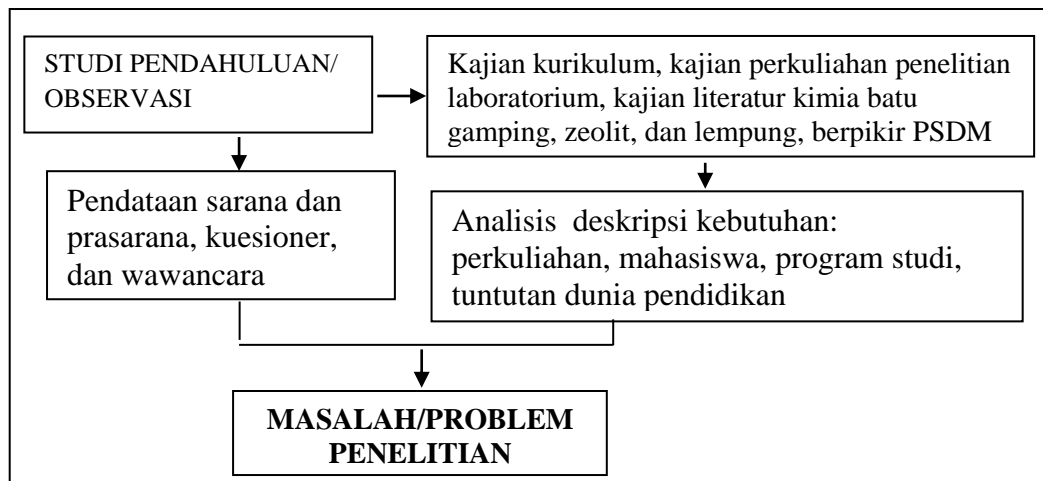 STUDI PENDAHULUAN/
OBSERVASI
Kajian kurikulum, kajian perkuliahan penelitian
laboratorium, kajian literatur kimia batu
gamping, zeolit, dan lempung, berpikir PSDM
Pendataan sarana dan
prasarana, kuesioner,
dan wawancara
Analisis deskripsi kebutuhan:
perkuliahan, mahasiswa, program studi,
tuntutan dunia pendidikan
MASALAH/PROBLEM
PENELITIAN